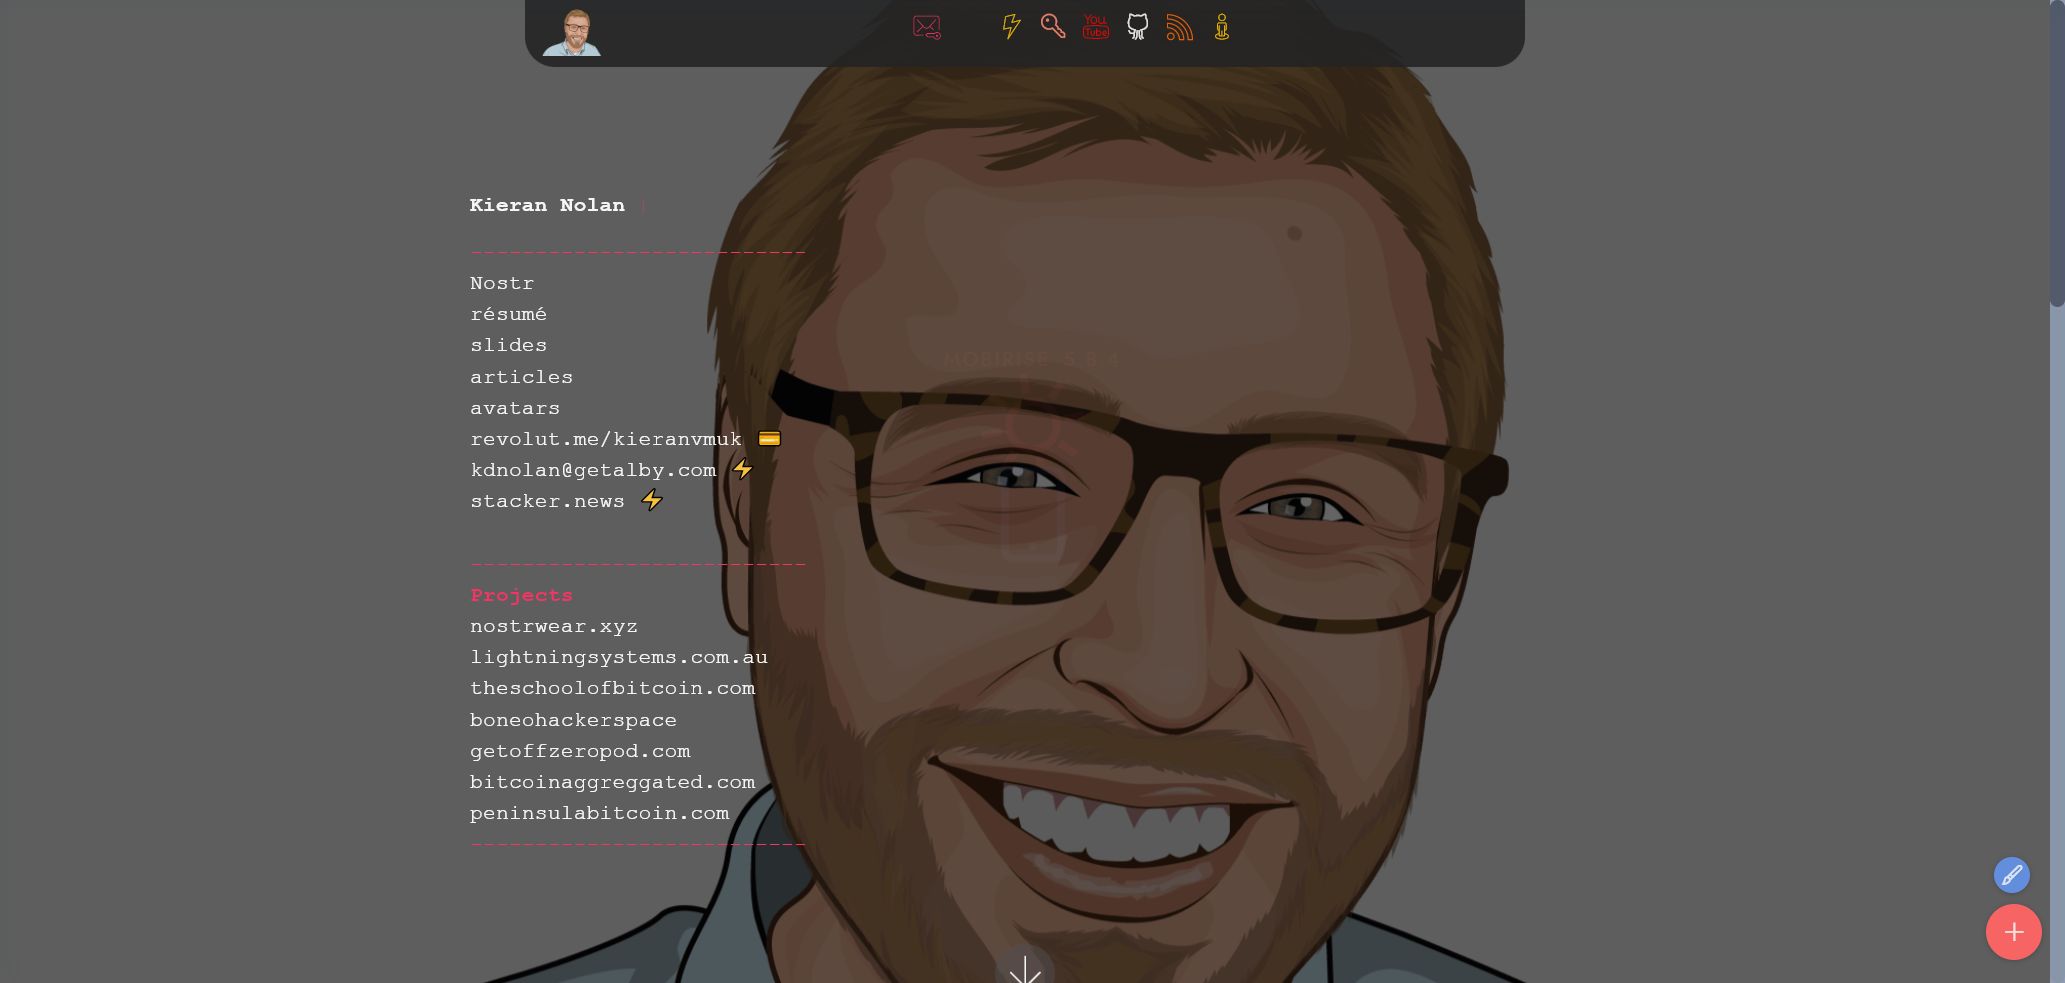 You
Tube
Kieran Nolan |
--------------------------
Nostr
résumé
slides
articles
avatars
revolut.me/kieranvmuk 💳
kdnolan@getalby.com ⚡
stacker.news ⚡
--------------------------
Projects
nostrwear.xyz
lightningsystems.com.au
theschoolofbitcoin.com
boneohackerspace
getoffzeropod.com
bitcoinaggreggated.com
peninsulabitcoin.com
--------------------------
MOBIRISE 5.8.4